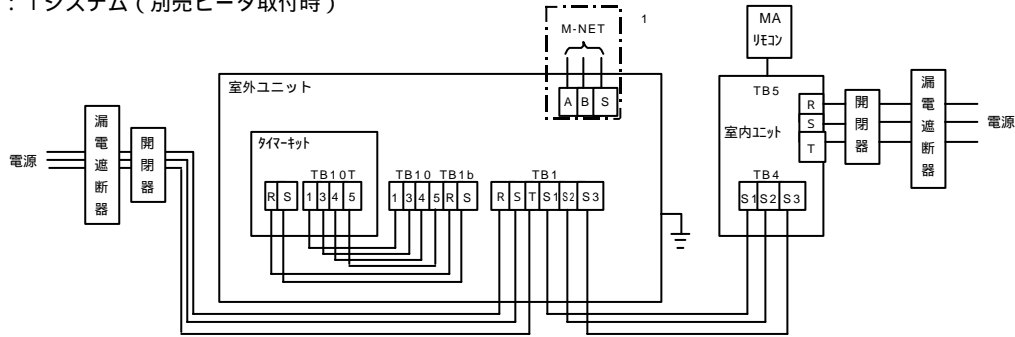 ：1システム（別売ヒータ取付時）
M-NET
1
MA
リモコン
室外ユニット
A B S
TB5
漏電遮断器
開閉器
電源
タイマーキット
TB10T
TB10
TB1b
TB1
R S
1 3 4 5
1 3 4 5 R S
R S T S1 S2 S3
室内ユニット
R
S
T
開閉器
漏電遮断器
電源
TB4
S1 S2 S3